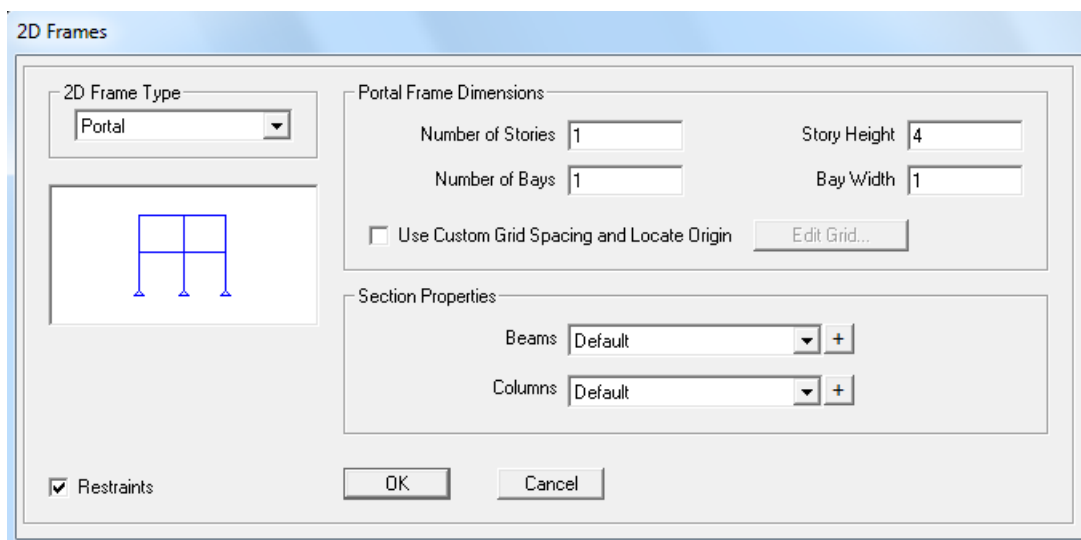 2D Frames
2D Frame Type
Portal
Portal Frame Dimensions
Number of Stories 1 Story Height 4
Number of Bays 1 Bay Width 1
Use Custom Grid Spacing and Locate Origin Edit Grid...
Section Properties
Beams Default +
Columns Default +
Restraints OK Cancel